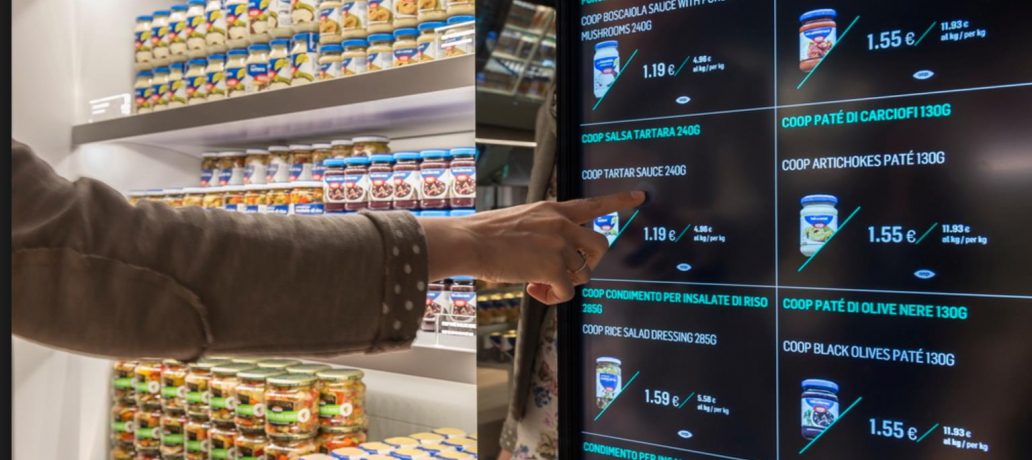 COOP BOSCAIOLA SAUCE WITH
MUSHROOMS 240G
1.19 €
4.96 €
al kg / per kg
COOP SALSA TARTARA 240G
COOP TARTAR SAUCE 240G
1.19 €
4.96 €
al kg / per kg
COOP CONDIMENTO PER INSALATE DI RISO
285G
COOP RICE SALAD DRESSING 285G
1.59 €
5.58 €
al kg / per kg
1.55 €
11.93 €
al kg / per kg
COOP PATÉ DI CARCIOFI 130G
COOP ARTICHOKES PATÉ 130G
1.55 €
11.93 €
al kg / per kg
COOP PATÉ DI OLIVE NERE 130G
COOP BLACK OLIVES PATÉ 130G
1.55 €
11.93 €
al kg / per kg